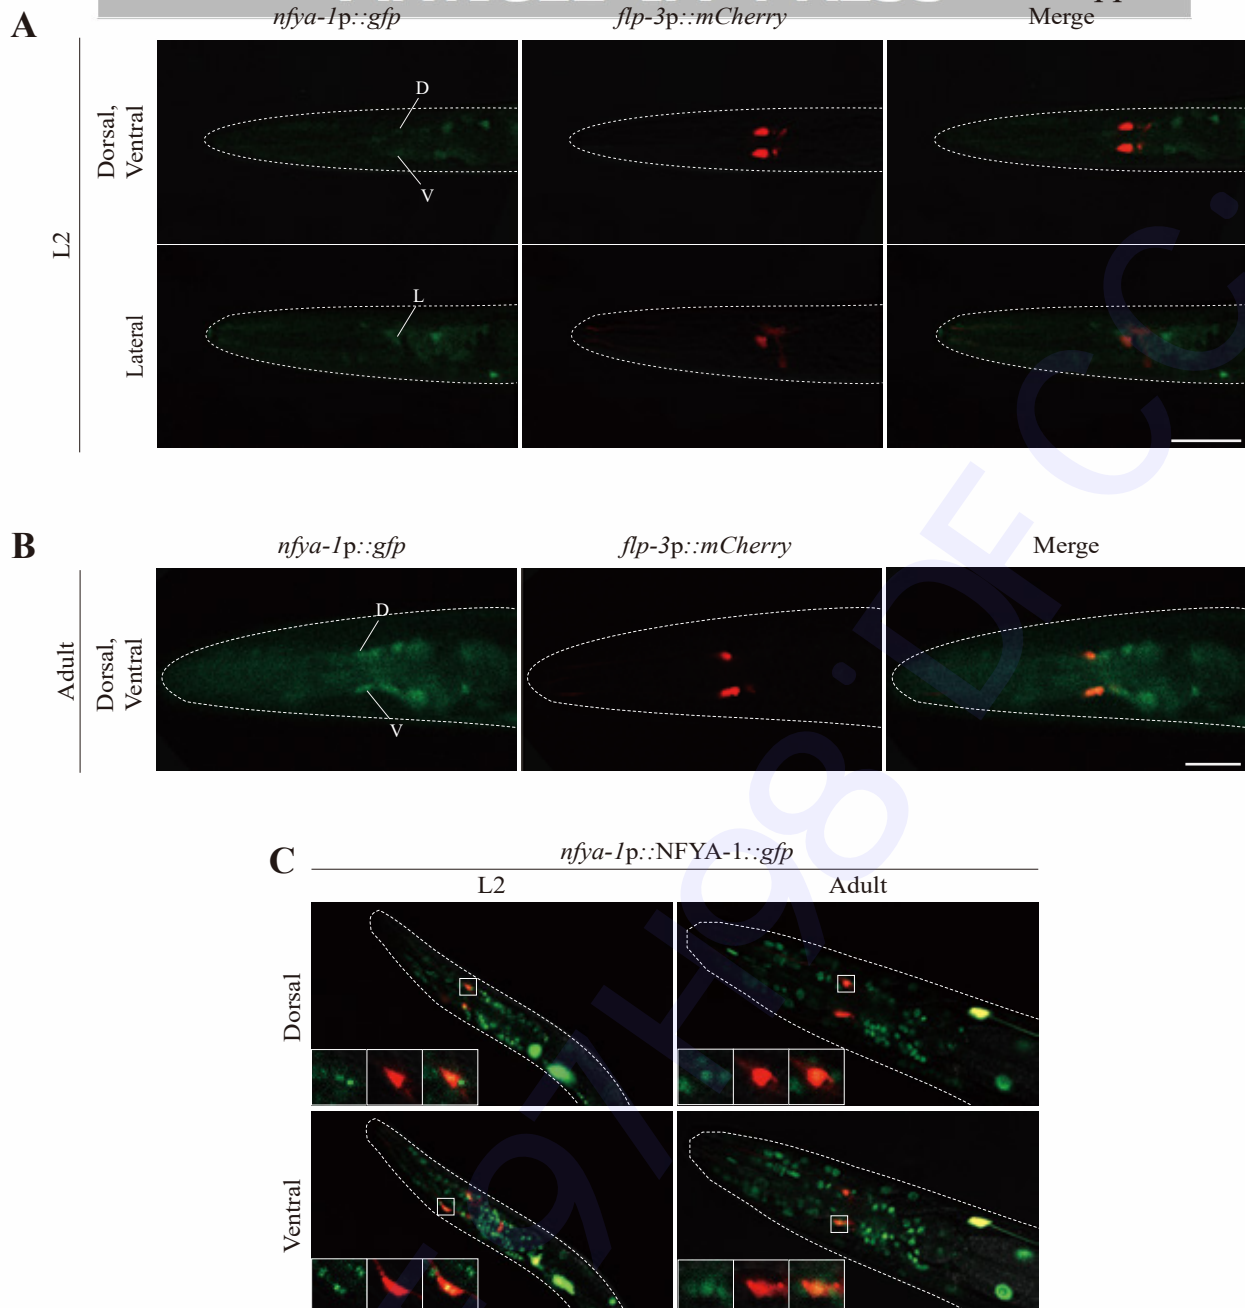 A
nfya-1p::gfp
flp-3p::mCherry
Merge
L2
Dorsal,
Ventral
D
V
Lateral
L
B
nfya-1p::gfp
flp-3p::mCherry
Merge
Adult
Dorsal,
Ventral
D
V
C
nfya-1p::NFYA-1::gfp
L2
Adult
Dorsal
Ventral